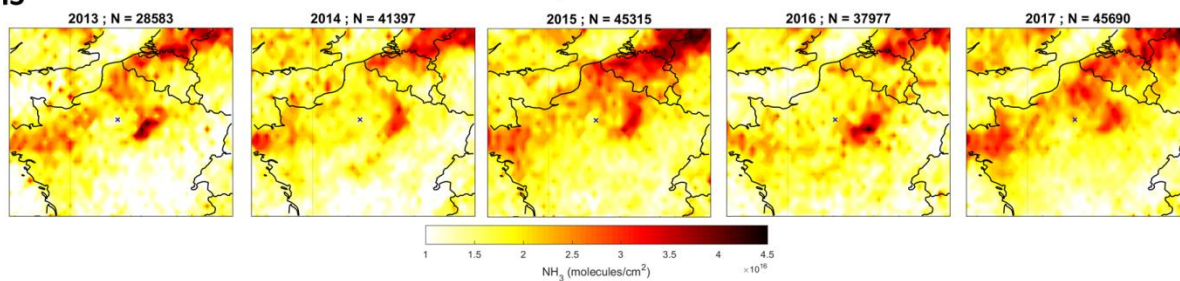 2013 ; N = 28583
2014 ; N = 41397
2015 ; N = 45315
2016 ; N = 37977
2017 ; N = 45690
1 1.5 2 2.5 3 3.5 4 4.5
NH₃ (molecules/cm²)
×10¹⁶